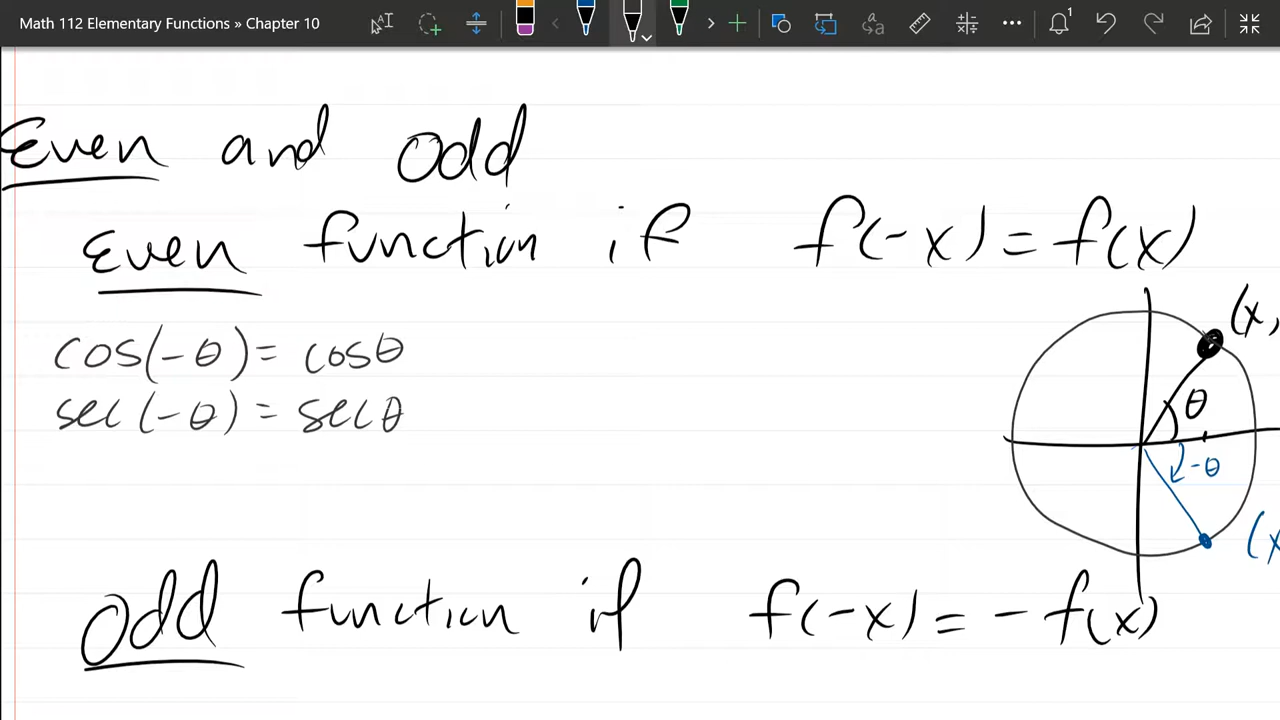 Math 112 Elementary Functions » Chapter 10
Even and Odd
Even function if f(-x) = f(x)
cos(-θ) = cosθ
sec(-θ) = secθ
(x,
θ
-θ
(x
Odd function if f(-x) = - f(x)